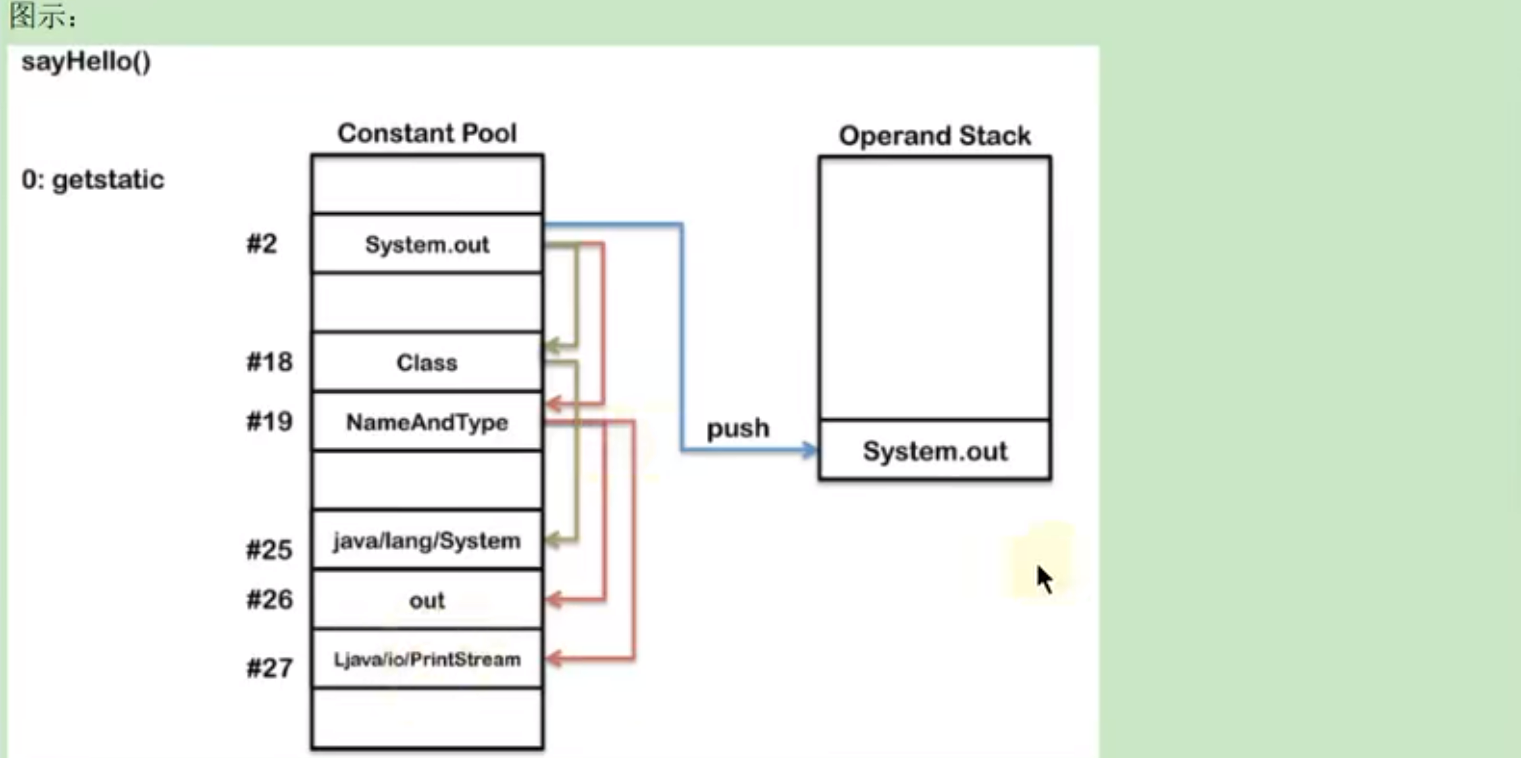 图示：
sayHello()
Constant Pool
Operand Stack
0: getstatic
#2
System.out
#18
Class
#19
NameAndType
push
System.out
#25
java/lang/System
#26
out
#27
Ljava/io/PrintStream